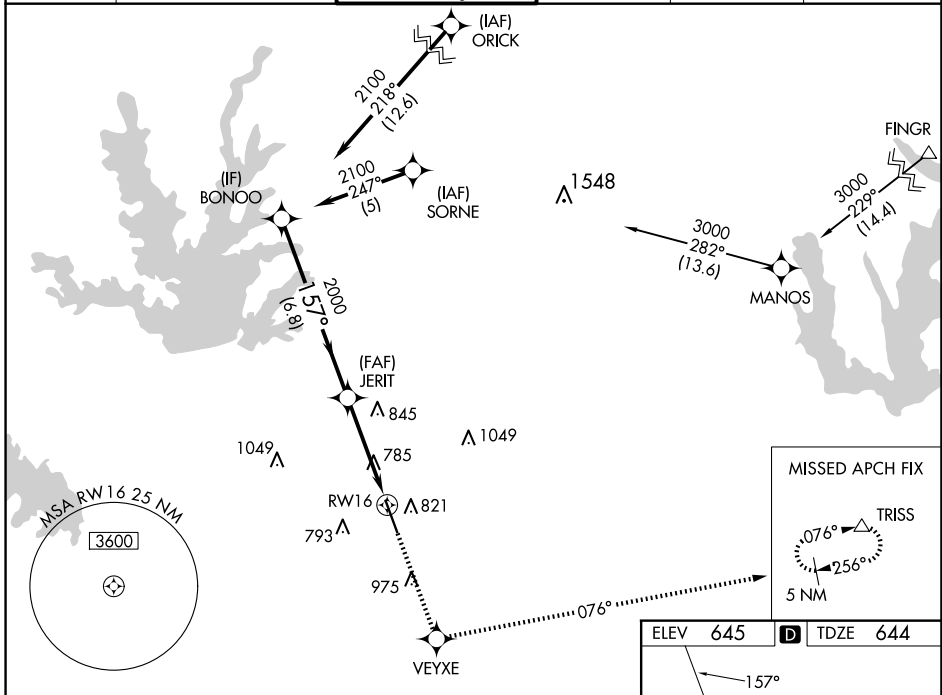 (IAF)
ORICK
2100
218°
(12.6)
FINGR
(IF)
BONOO
2100
247°
(5)
(IAF)
SORNE
1548
3000
229°
(14.4)
3000
282°
(13.6)
MANOS
2000
157°
(6.8)
(FAF)
JERIT
845
1049
1049
785
MISSED APCH FIX
RW16
821
TRISS
MSA RW16 25 NM
793
076°
3600
256°
975
5 NM
076°
VEYXE
ELEV 645 D TDZE 644
157°